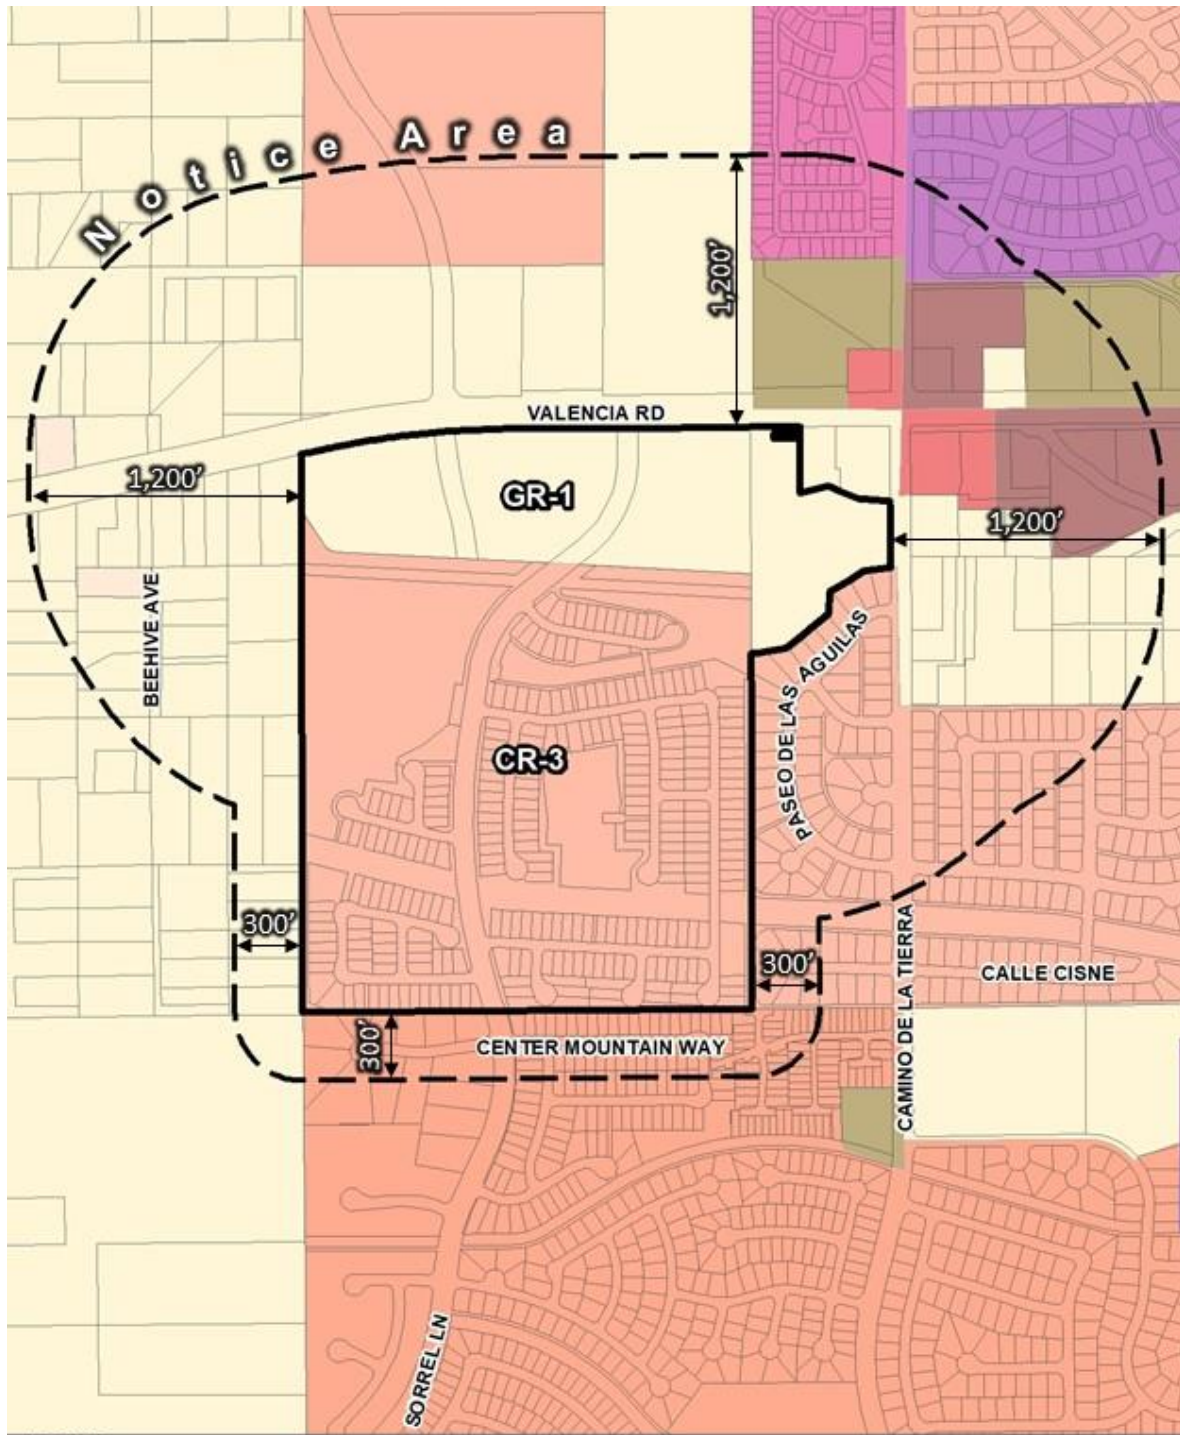 Notice Area
1,200'
VALENCIA RD
1,200'
GR-1
1,200'
BEEHIVE AVE
PASEO DE LAS AGUILAS
CR-3
300'
300'
CAMINO DE LA TIERRA
CALLE CISNE
300'
CENTER MOUNTAIN WAY
SORREL LN